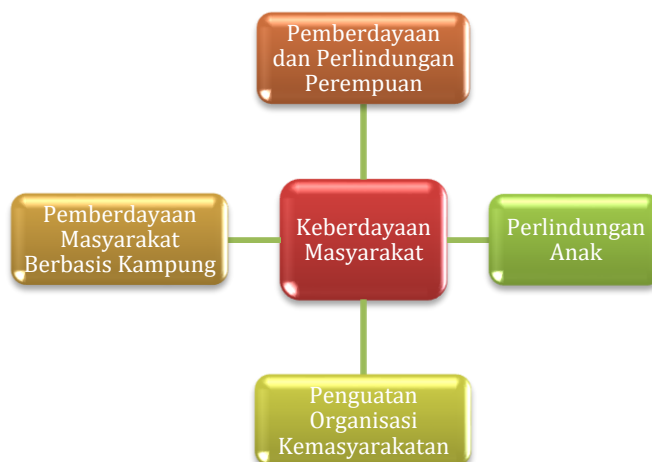 Pemberdayaan
dan Perlindungan
Perempuan
Pemberdayaan
Masyarakat
Berbasis Kampung
Keberdayaan
Masyarakat
Perlindungan
Anak
Penguatan
Organisasi
Kemasyarakatan